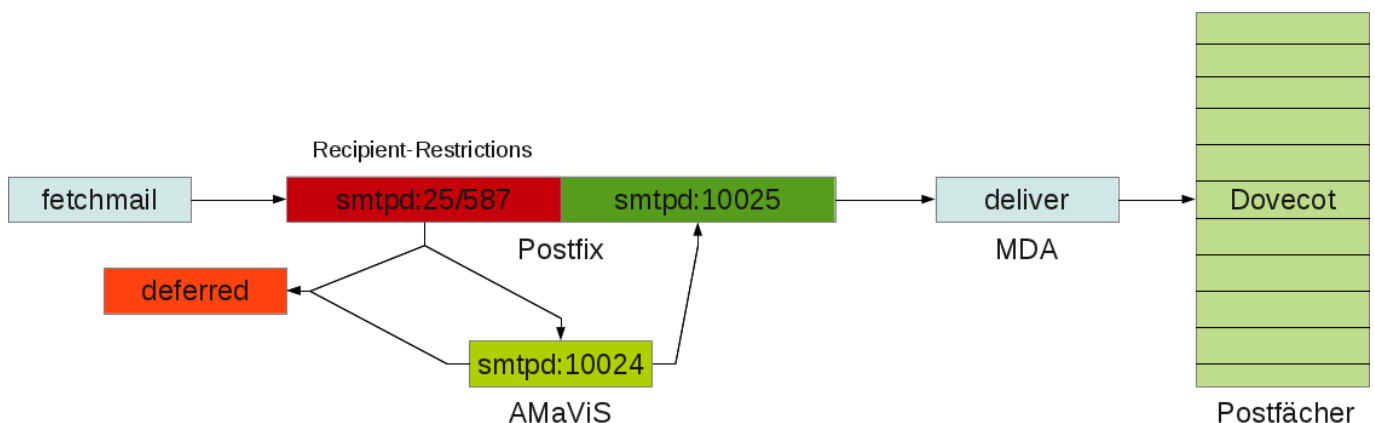 Recipient-Restrictions
fetchmail
smtpd:25/587
smtpd:10025
deliver
Dovecot
Postfix
MDA
deferred
smtpd:10024
AMaViS
Postfächer